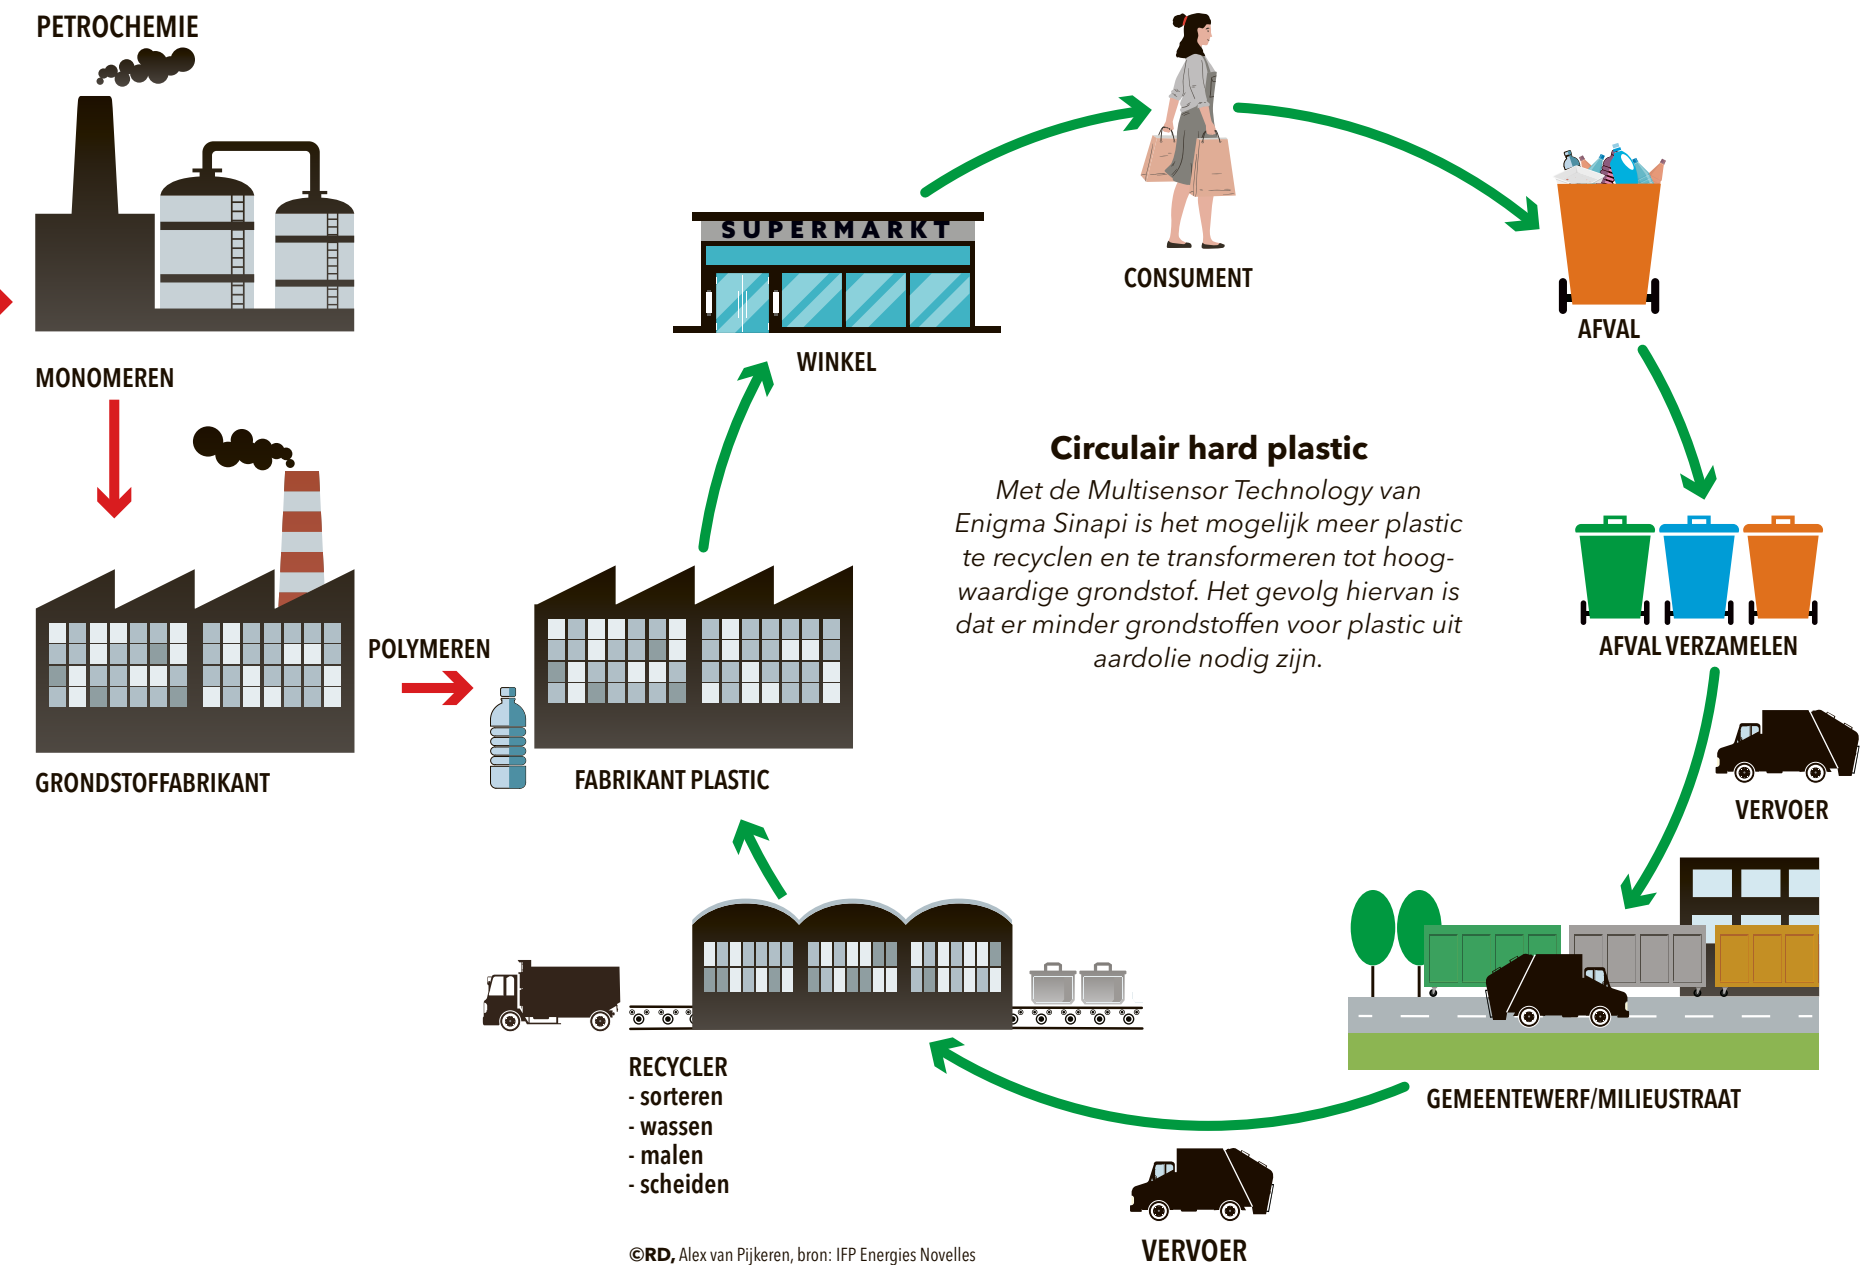 PETROCHEMIE
MONOMEREN
GRONDSTOFFABRIKANT
POLYMEREN
FABRIKANT PLASTIC
SUPERMARKT
WINKEL
CONSUMENT
AFVAL
Circulair hard plastic
Met de Multisensor Technology van
Enigma Sinapi is het mogelijk meer plastic
te recyclen en te transformeren tot hoog-
waardige grondstof. Het gevolg hiervan is
dat er minder grondstoffen voor plastic uit
aardolie nodig zijn.
AFVAL VERZAMELEN
VERVOER
GEMEENTEWERF/MILIEUSTRAAT
VERVOER
RECYCLER
- sorteren
- wassen
- malen
- scheiden
©RD, Alex van Pijkeren, bron: IFP Energies Novelles